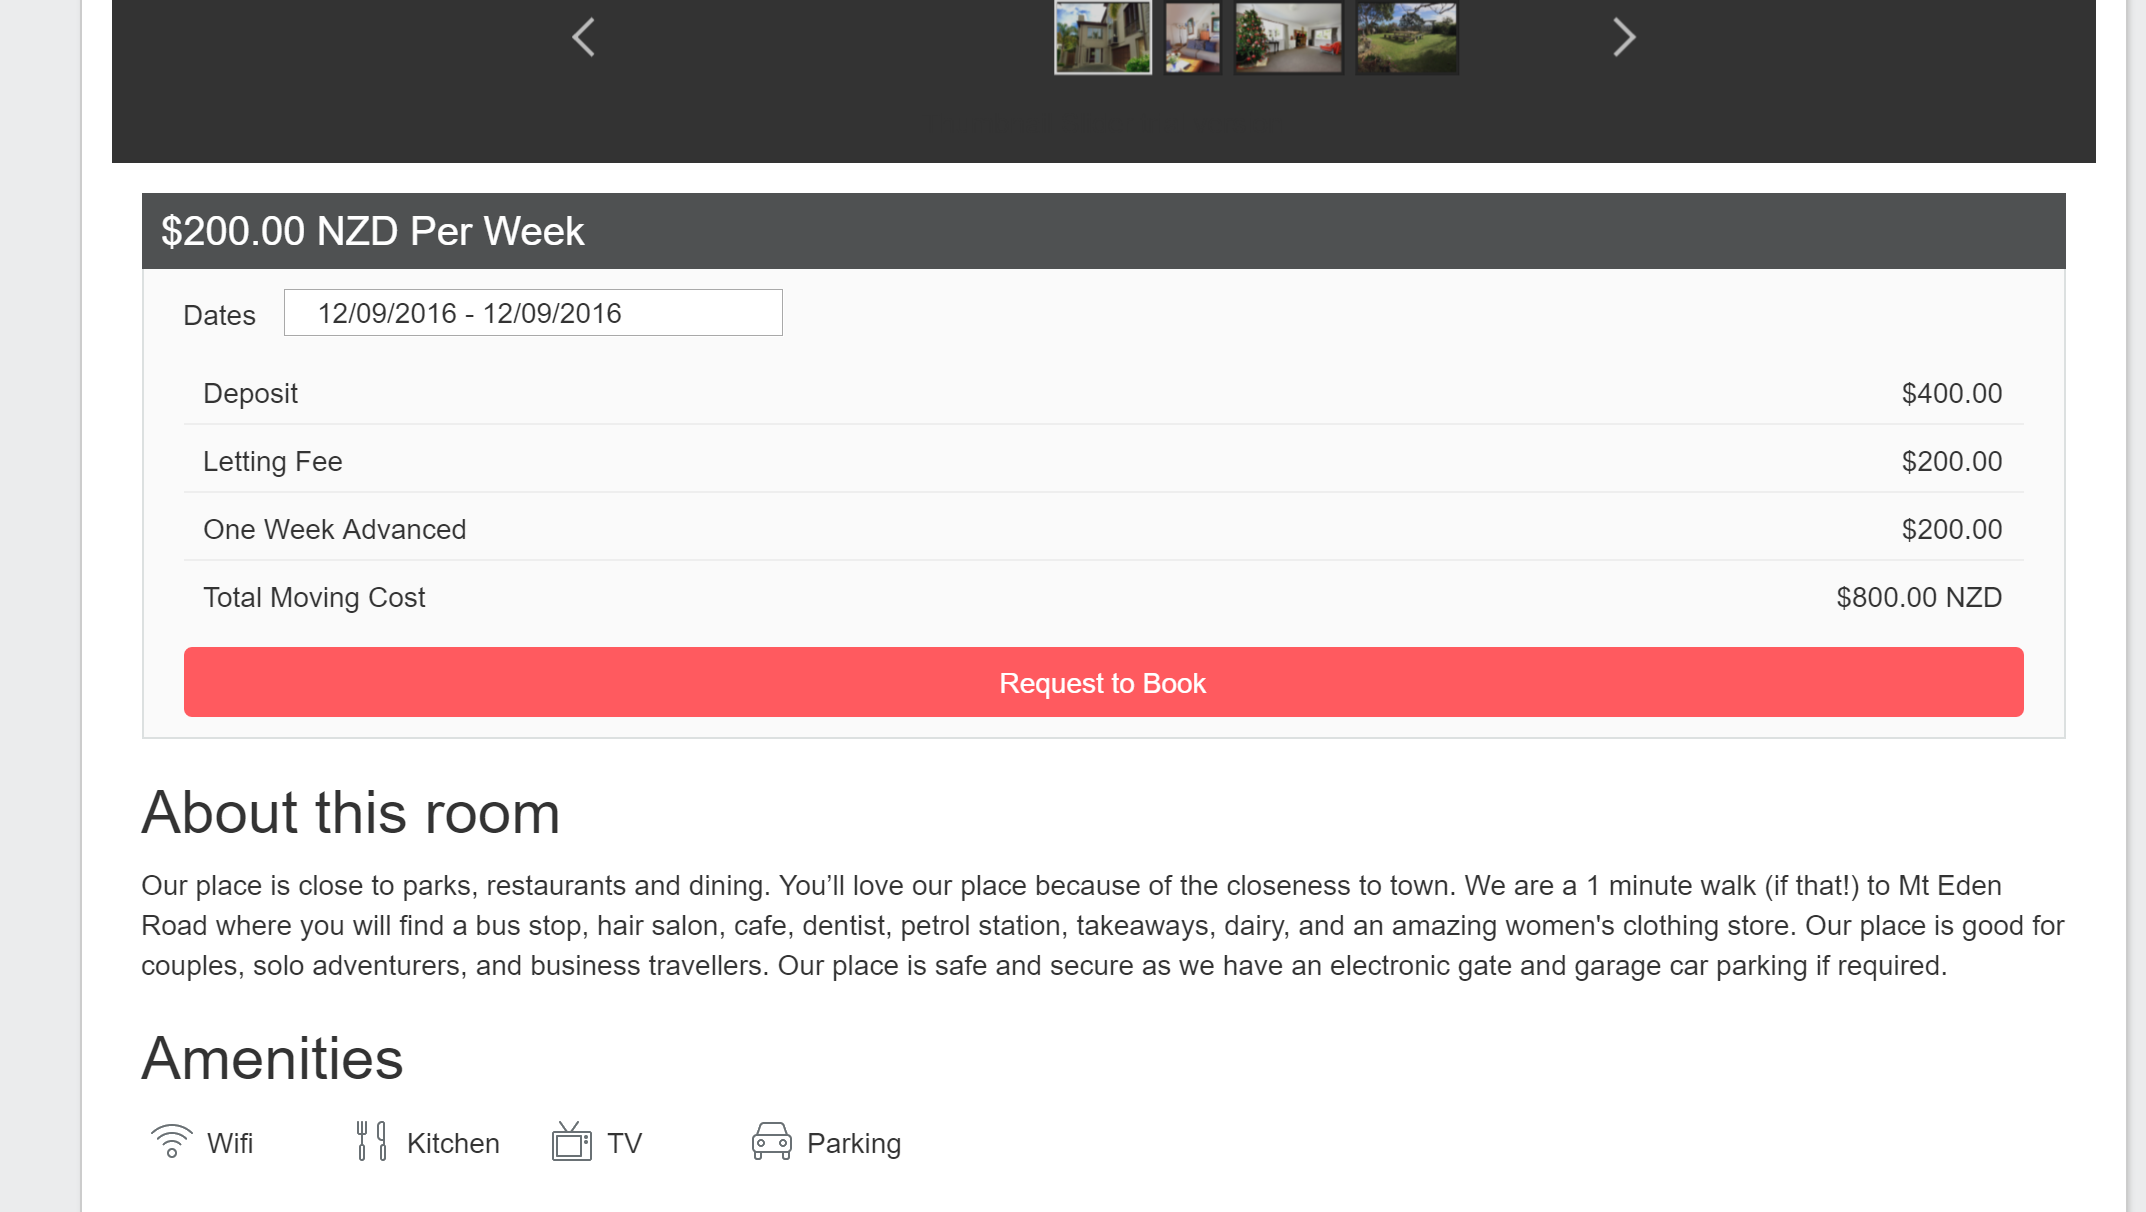 $200.00 NZD Per Week
Dates 12/09/2016 - 12/09/2016
Deposit $400.00
Letting Fee $200.00
One Week Advanced $200.00
Total Moving Cost $800.00 NZD
Request to Book
About this room
Our place is close to parks, restaurants and dining. You’ll love our place because of the closeness to town. We are a 1 minute walk (if that!) to Mt Eden
Road where you will find a bus stop, hair salon, cafe, dentist, petrol station, takeaways, dairy, and an amazing women's clothing store. Our place is good for
couples, solo adventurers, and business travellers. Our place is safe and secure as we have an electronic gate and garage car parking if required.
Amenities
Wifi Kitchen TV Parking